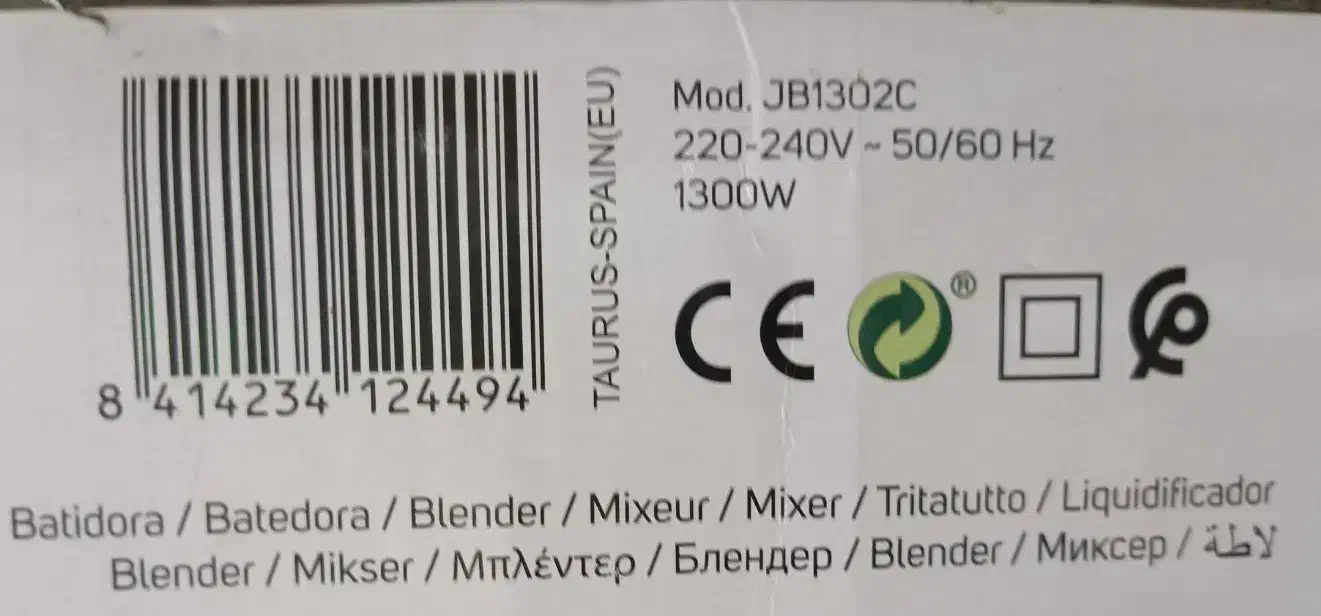 8 414234 124494
TAURUS-SPAIN(EU)
Mod. JB1302C
220-240V ~ 50/60 Hz
1300W
CE
®
Batidora / Batedora / Blender / Mixeur / Mixer / Tritatutto / Liquidificador
Blender / Mikser / Μπλέντερ / Блендер / Blender / Миксер /